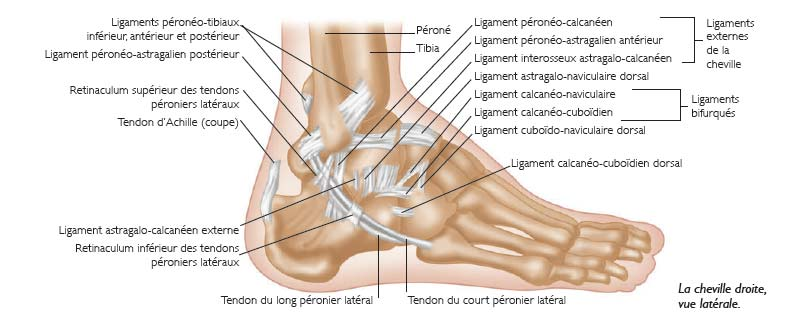 Ligaments péronéo-tibiaux
inférieur, antérieur et postérieur
Ligament péronéo-astragalien postérieur
Retinaculum supérieur des tendons
péroniers latéraux
Tendon d'Achille (coupe)
Ligament astragalo-calcanéen externe
Retinaculum inférieur des tendons
péroniers latéraux
Péroné
Tibia
Ligament péronéo-calcanéen
Ligament péronéo-astragalien antérieur
Ligament interosseux astragalo-calcanéen
Ligament astragalo-naviculaire dorsal
Ligament calcanéo-naviculaire
Ligament calcanéo-cuboïdien
Ligament cuboïdo-naviculaire dorsal
Ligaments
externes
de la
cheville
Ligaments
bifurqués
Ligament calcanéo-cuboïdien dorsal
Tendon du long péronier latéral
Tendon du court péronier latéral
La cheville droite,
vue latérale.